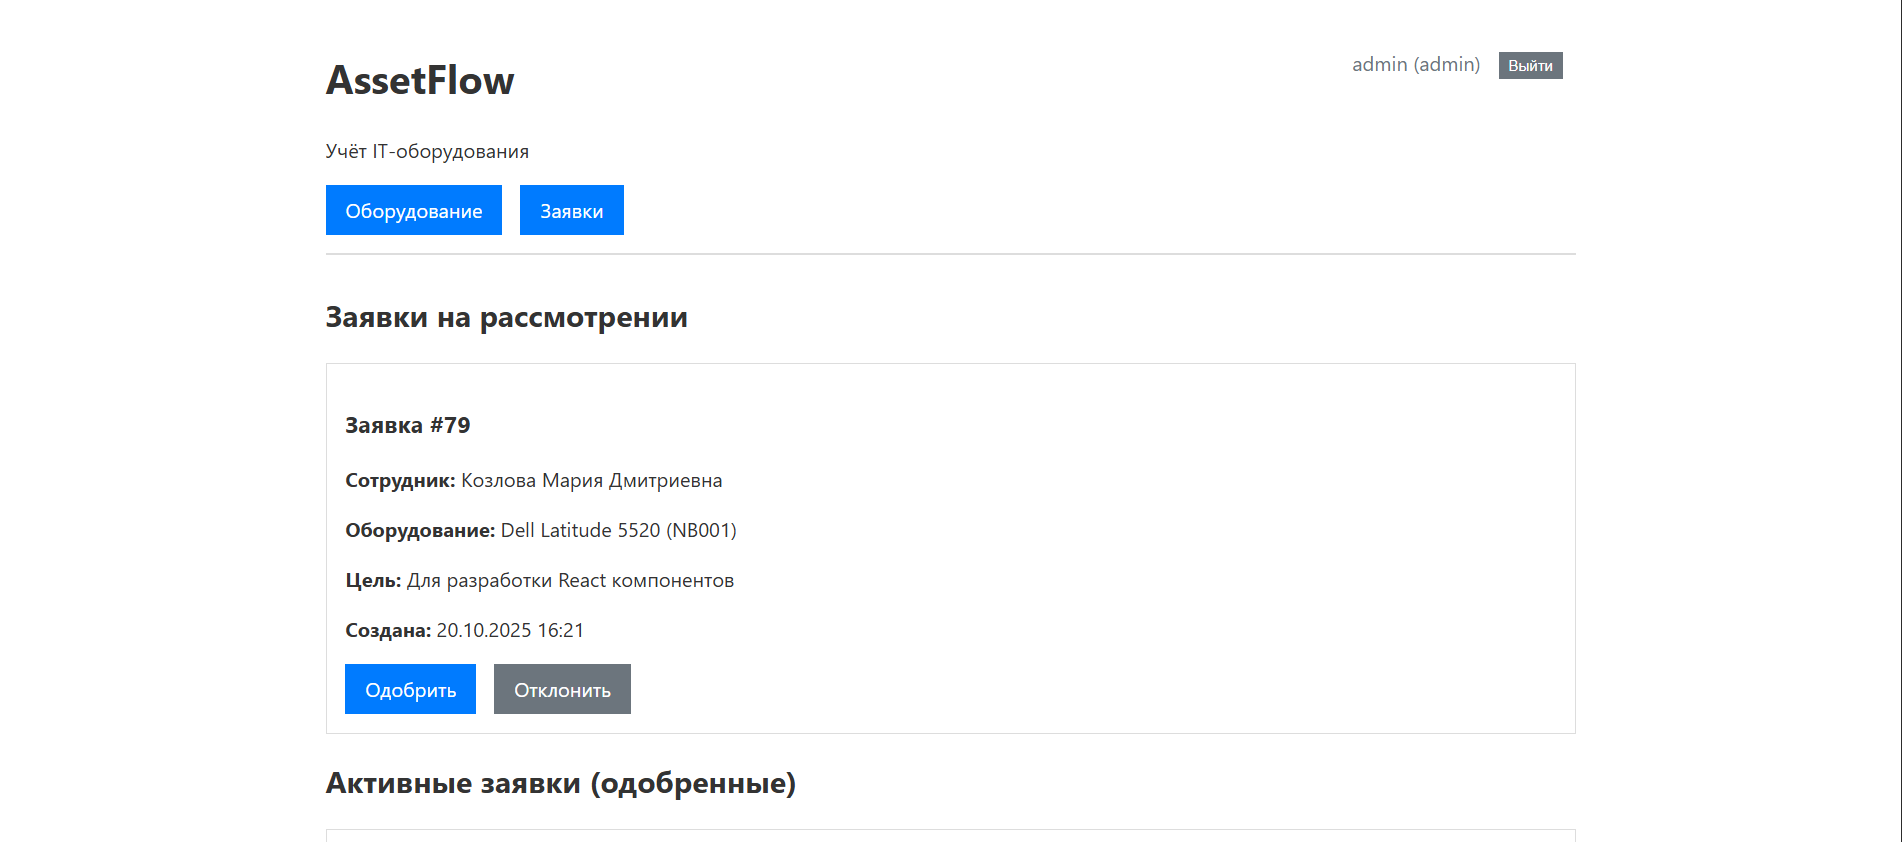 AssetFlow
admin (admin) Выйти
Учёт IT-оборудования
Оборудование Заявки
Заявки на рассмотрении
Заявка #79
Сотрудник: Козлова Мария Дмитриевна
Оборудование: Dell Latitude 5520 (NB001)
Цель: Для разработки React компонентов
Создана: 20.10.2025 16:21
Одобрить Отклонить
Активные заявки (одобренные)